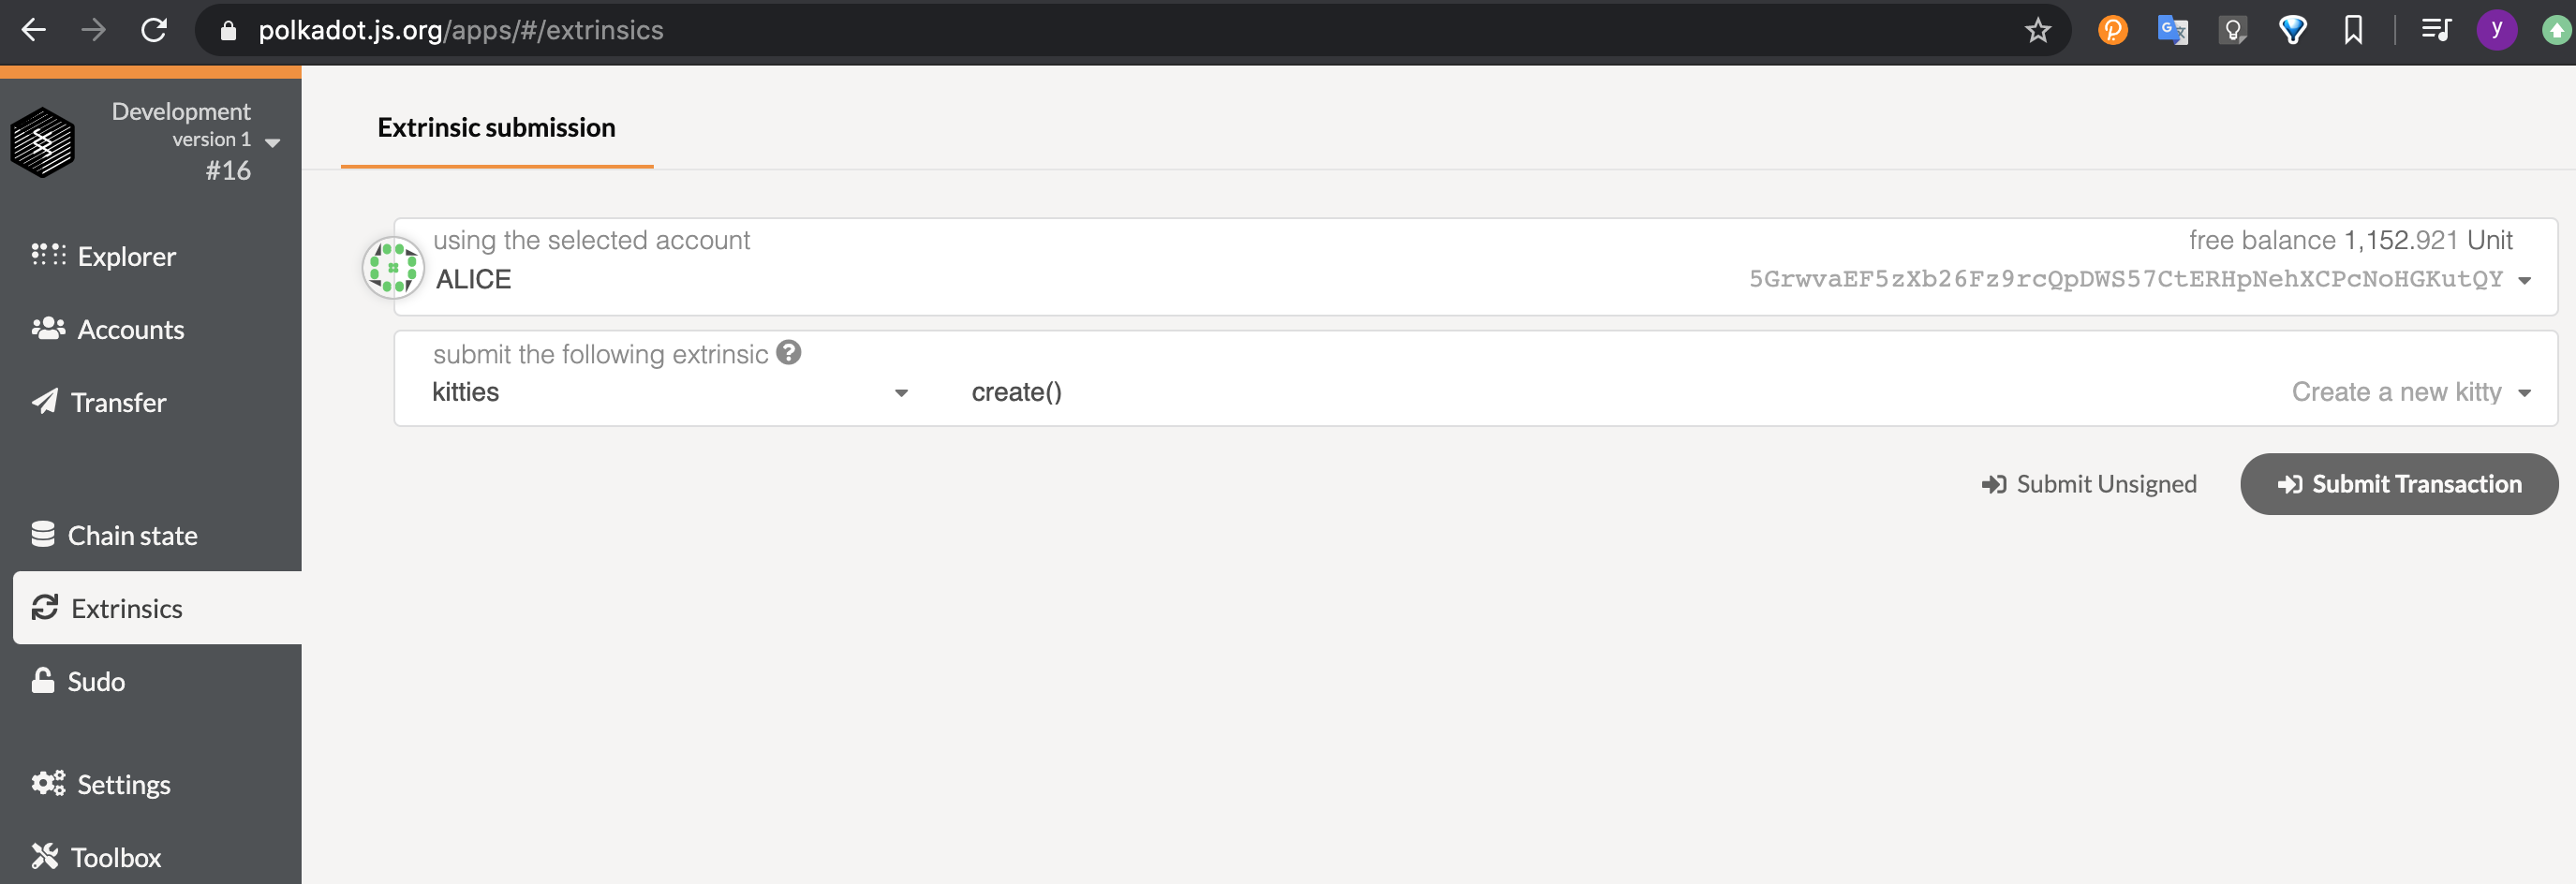 polkadot.js.org/apps/#/extrinsics
y
Development
version 1
#16
Explorer
Accounts
Transfer
Chain state
Extrinsics
Sudo
Settings
Toolbox
Extrinsic submission
using the selected account
free balance 1,152.921 Unit
ALICE
5GrwvaEF5zXb26Fz9rcQpDWS57CtERHpNehXCPcNoHGKutQY
submit the following extrinsic ?
kitties
create()
Create a new kitty
Submit Unsigned
Submit Transaction